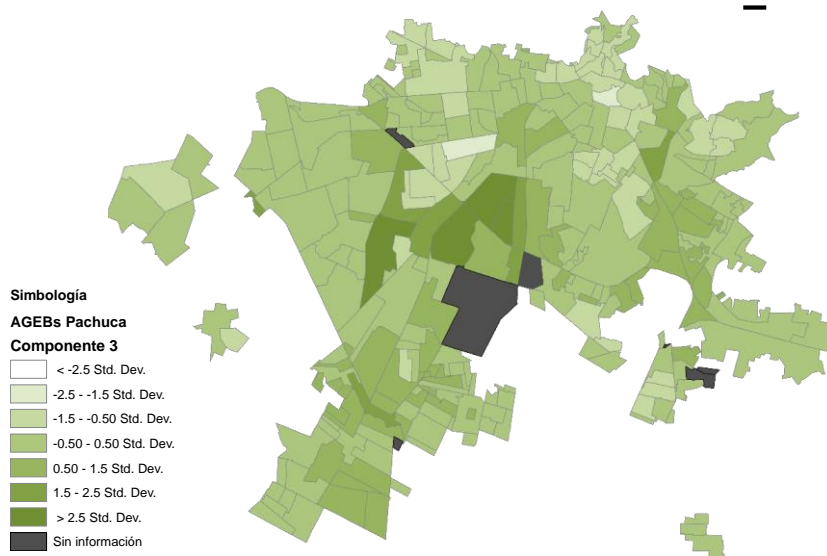 Simbología
AGEBs Pachuca
Componente 3
< -2.5 Std. Dev.
-2.5 - -1.5 Std. Dev.
-1.5 - -0.50 Std. Dev.
-0.50 - 0.50 Std. Dev.
0.50 - 1.5 Std. Dev.
1.5 - 2.5 Std. Dev.
> 2.5 Std. Dev.
Sin información